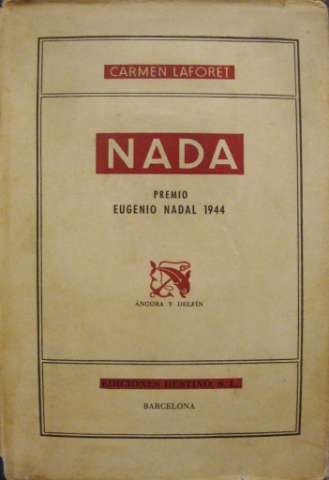 CARMEN LAFORET
NADA
PREMIO
EUGENIO NADAL 1944
ÁNCORA Y DELFÍN
EDICIONES DESTINO, S. L.
BARCELONA